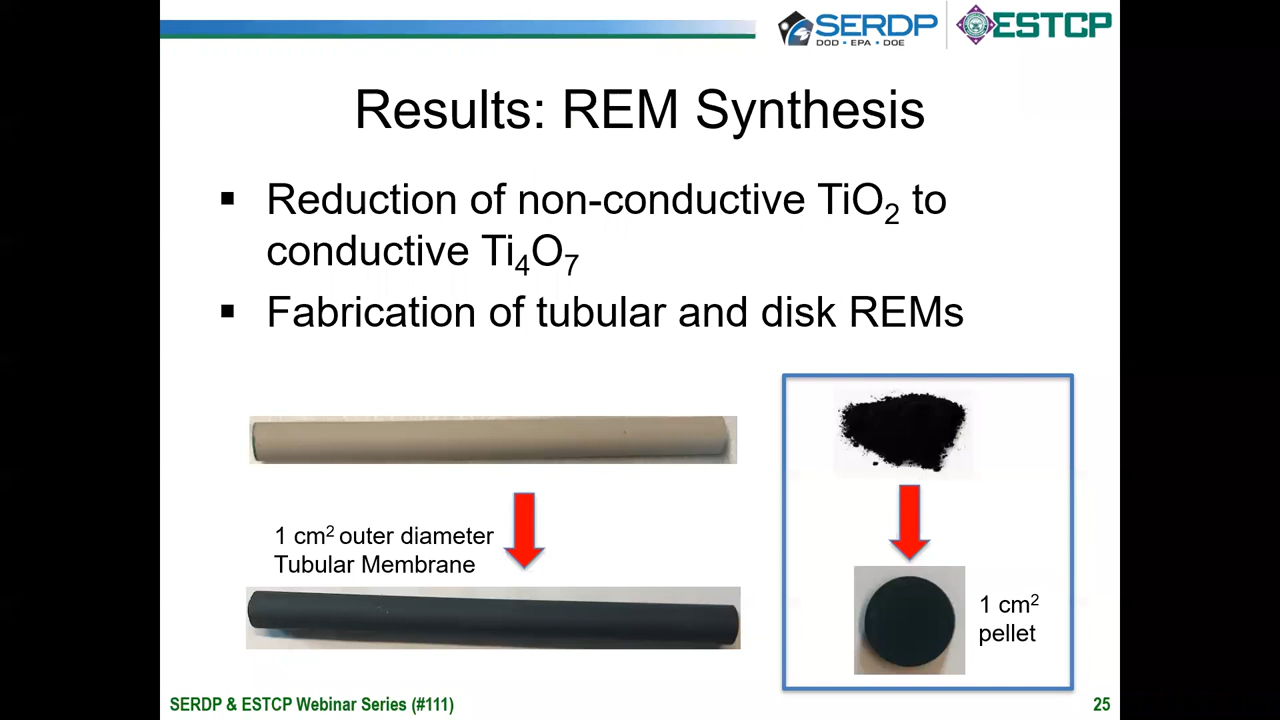 SERDP
DOD • EPA • DOE
ESTCP
Results: REM Synthesis
▪ Reduction of non-conductive TiO₂ to
conductive Ti₄O₇
▪ Fabrication of tubular and disk REMs
1 cm² outer diameter
Tubular Membrane
1 cm²
pellet
SERDP & ESTCP Webinar Series (#111)
25